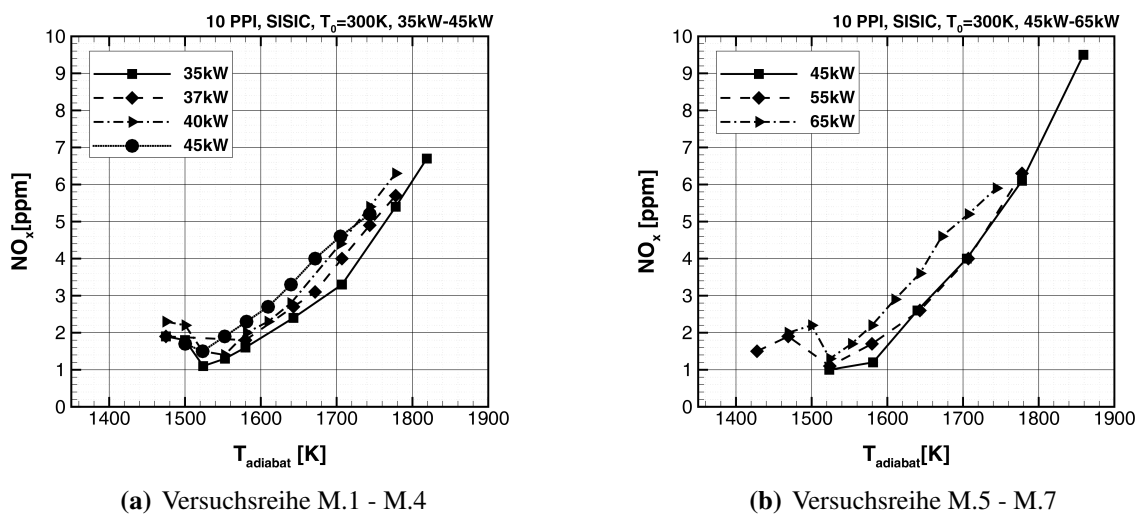 10 PPI, SISIC, T₀=300K, 35kW-45kW
10
9
8
7
6
5
4
3
2
1
0
NOₓ[ppm]
35kW
37kW
40kW
45kW
1400
1500
1600
1700
1800
1900
T_adiabat [K]
(a) Versuchsreihe M.1 - M.4
10 PPI, SISIC, T₀=300K, 45kW-65kW
10
9
8
7
6
5
4
3
2
1
0
NOₓ [ppm]
45kW
55kW
65kW
1400
1500
1600
1700
1800
1900
T_adiabat [K]
(b) Versuchsreihe M.5 - M.7